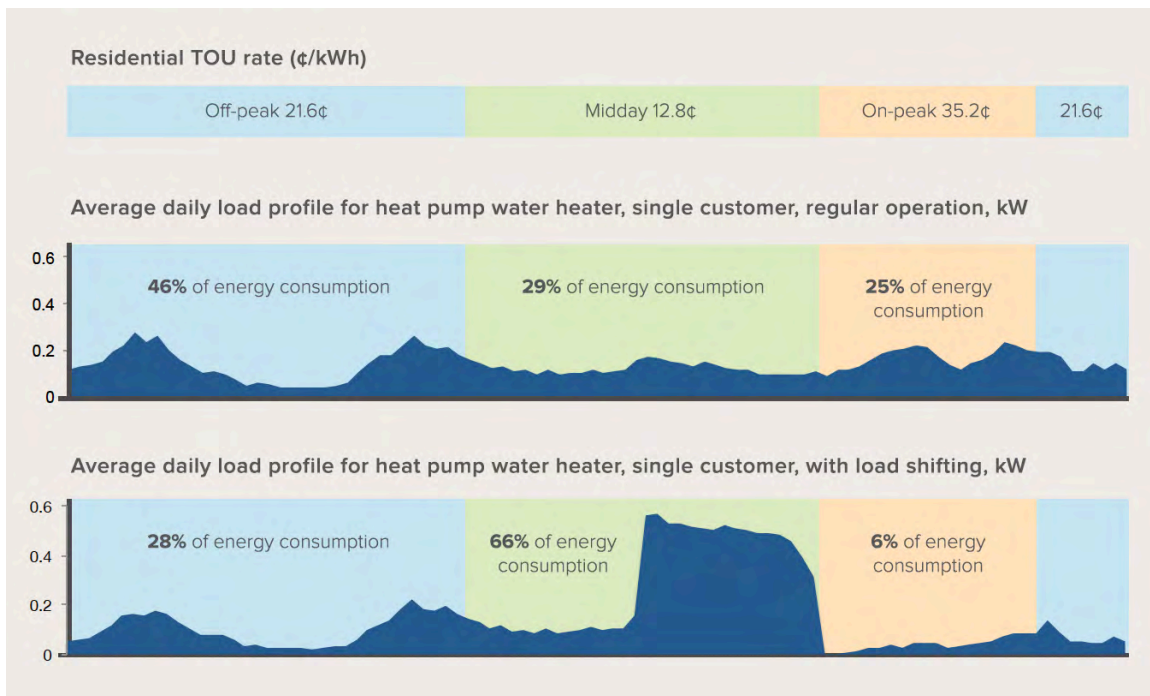 Residential TOU rate (¢/kWh)
Off-peak 21.6¢
Midday 12.8¢
On-peak 35.2¢
21.6¢
Average daily load profile for heat pump water heater, single customer, regular operation, kW
0.6
0.4
0.2
0
46% of energy consumption
29% of energy consumption
25% of energy
consumption
Average daily load profile for heat pump water heater, single customer, with load shifting, kW
0.6
0.4
0.2
0
28% of energy consumption
66% of energy
consumption
6% of energy
consumption